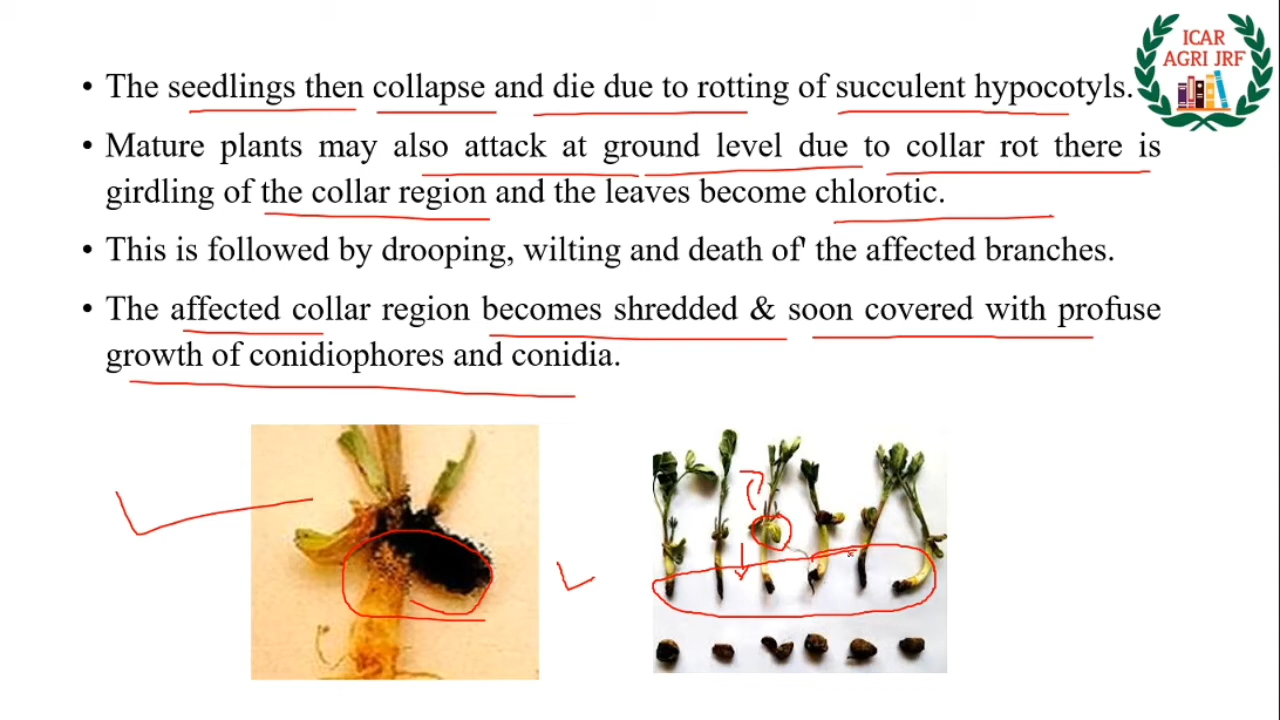 ICAR
AGRI JRF
• The seedlings then collapse and die due to rotting of succulent hypocotyls.
• Mature plants may also attack at ground level due to collar rot there is
girdling of the collar region and the leaves become chlorotic.
• This is followed by drooping, wilting and death of' the affected branches.
• The affected collar region becomes shredded & soon covered with profuse
growth of conidiophores and conidia.